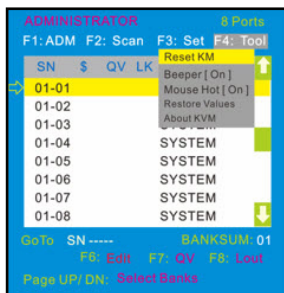 ADMINISTRATOR 8 Ports
F1: ADM F2: Scan F3: Set F4: Tool
SN $ QV LK
Reset KM
Beeper [ On ]
Mouse Hot [ On ]
Restore Values
About KVM
01-01
01-02
01-03
01-04 SYSTEM
01-05 SYSTEM
01-06 SYSTEM
01-07 SYSTEM
01-08 SYSTEM
GoTo SN ----- BANKSUM: 01
F6: Edit F7: QV F8: Lout
Page UP/ DN: Select Banks